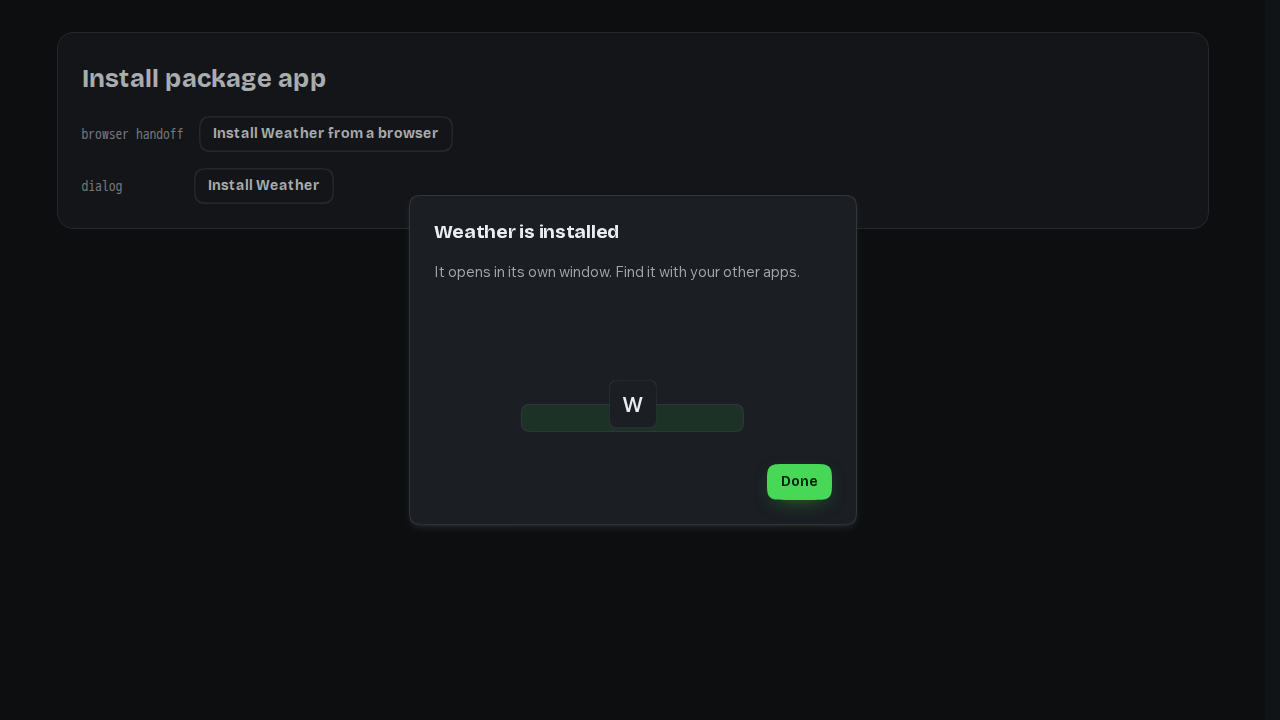 Install package app
browser handoff
Install Weather from a browser
dialog
Install Weather
Weather is installed
It opens in its own window. Find it with your other apps.
W
Done